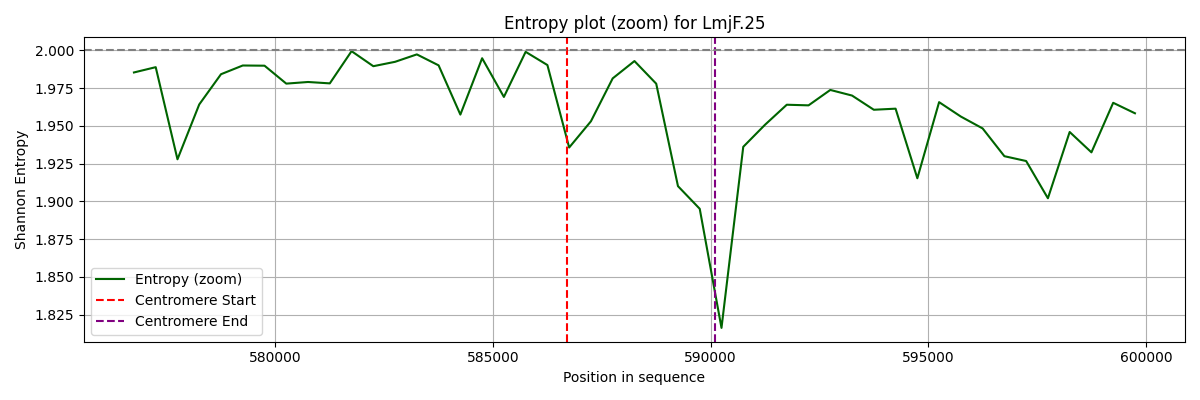 Entropy plot (zoom) for LmjF.25
Shannon Entropy
2.000
1.975
1.950
1.925
1.900
1.875
1.850
1.825
Entropy (zoom)
Centromere Start
Centromere End
580000 585000 590000 595000 600000
Position in sequence